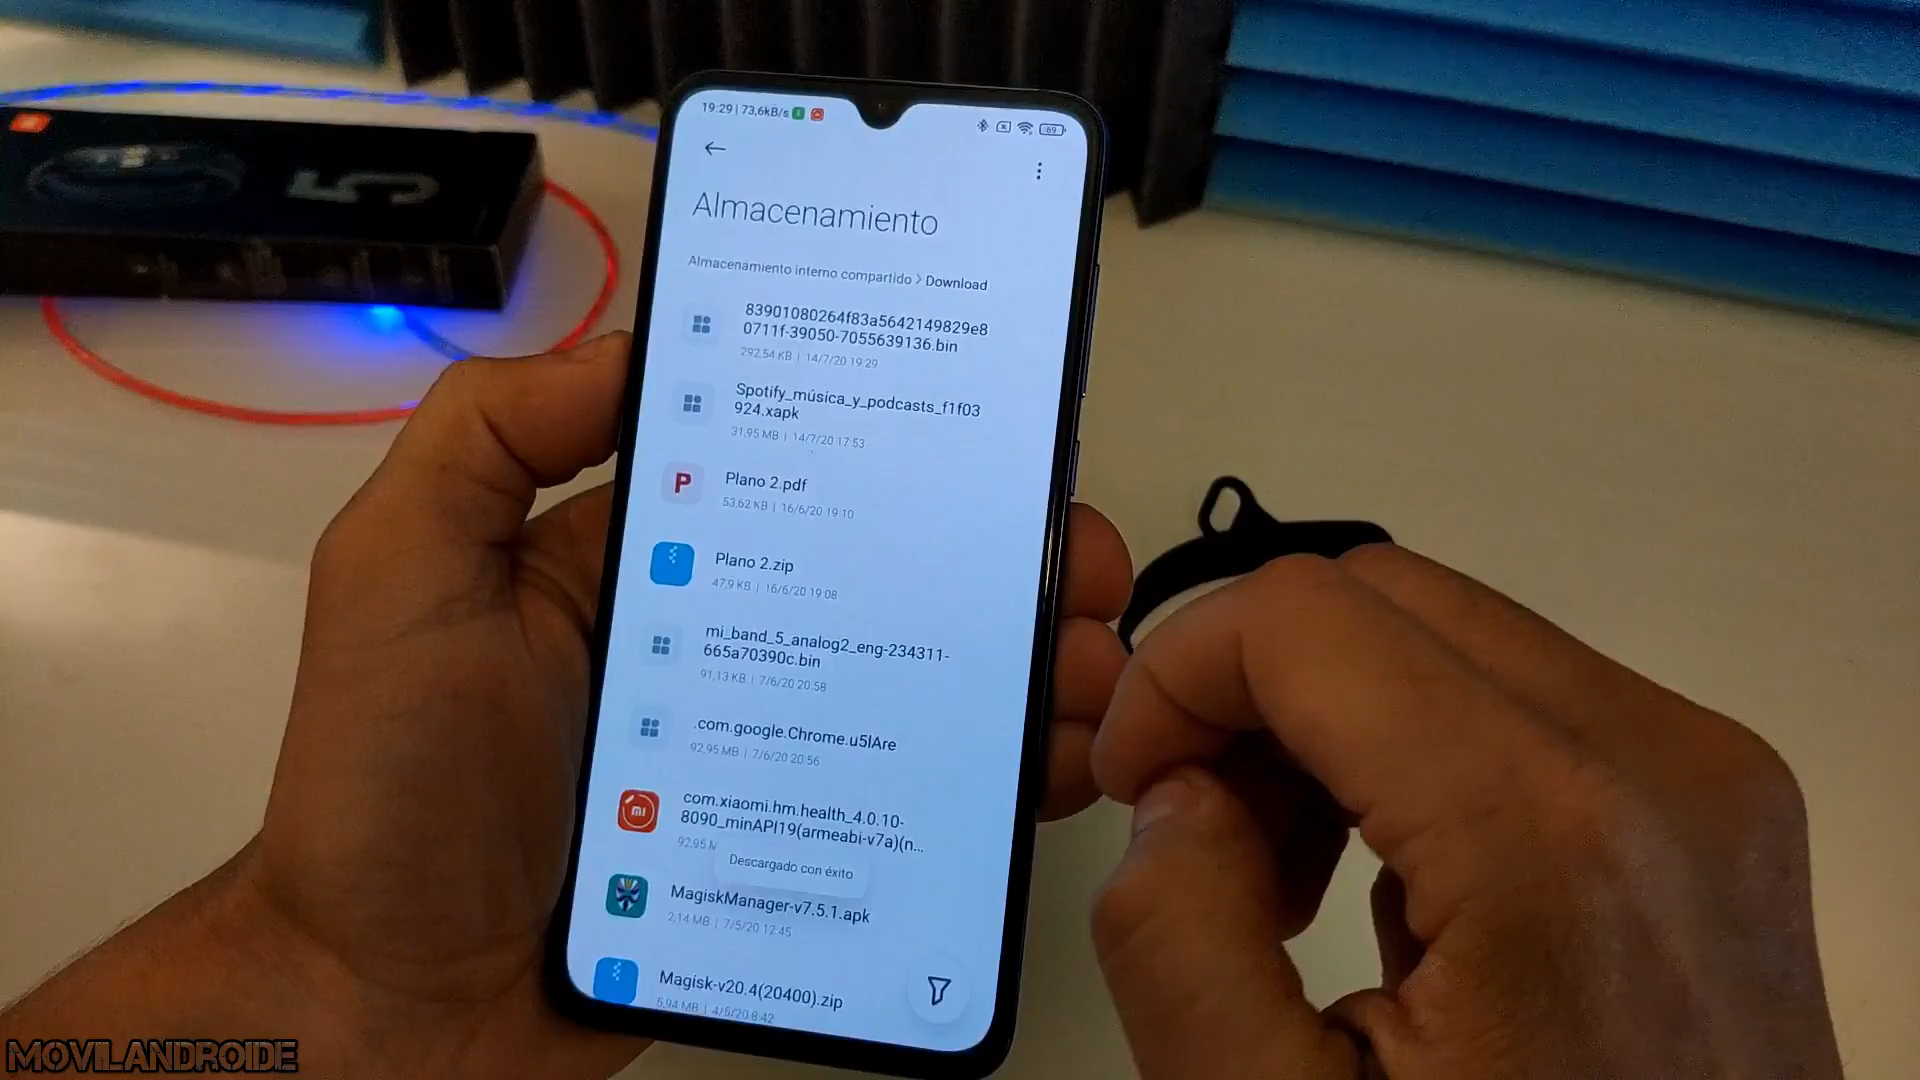 19:29 | 73,6kB/s
69
Almacenamiento
Almacenamiento interno compartido > Download
83901080264f83a5642149829e8
0711f-39050-7055639136.bin
292,54 KB | 14/7/20 19:29
Spotify_música_y_podcasts_f1f03
924.xapk
31,95 MB | 14/7/20 17:53
Plano 2.pdf
53,62 KB | 16/6/20 19:10
Plano 2.zip
47,9 KB | 16/6/20 19:08
mi_band_5_analog2_eng-234311-
665a70390c.bin
91,13 KB | 7/6/20 20:58
.com.google.Chrome.u5lAre
92,95 MB | 7/6/20 20:56
com.xiaomi.hm.health_4.0.10-
8090_minAPI19(armeabi-v7a)(n...
92,95 M
Descargado con éxito
MagiskManager-v7.5.1.apk
2,14 MB | 7/5/20 12:45
Magisk-v20.4(20400).zip
5,94 MB | 4/5/20 8:42
MOVILANDROIDE